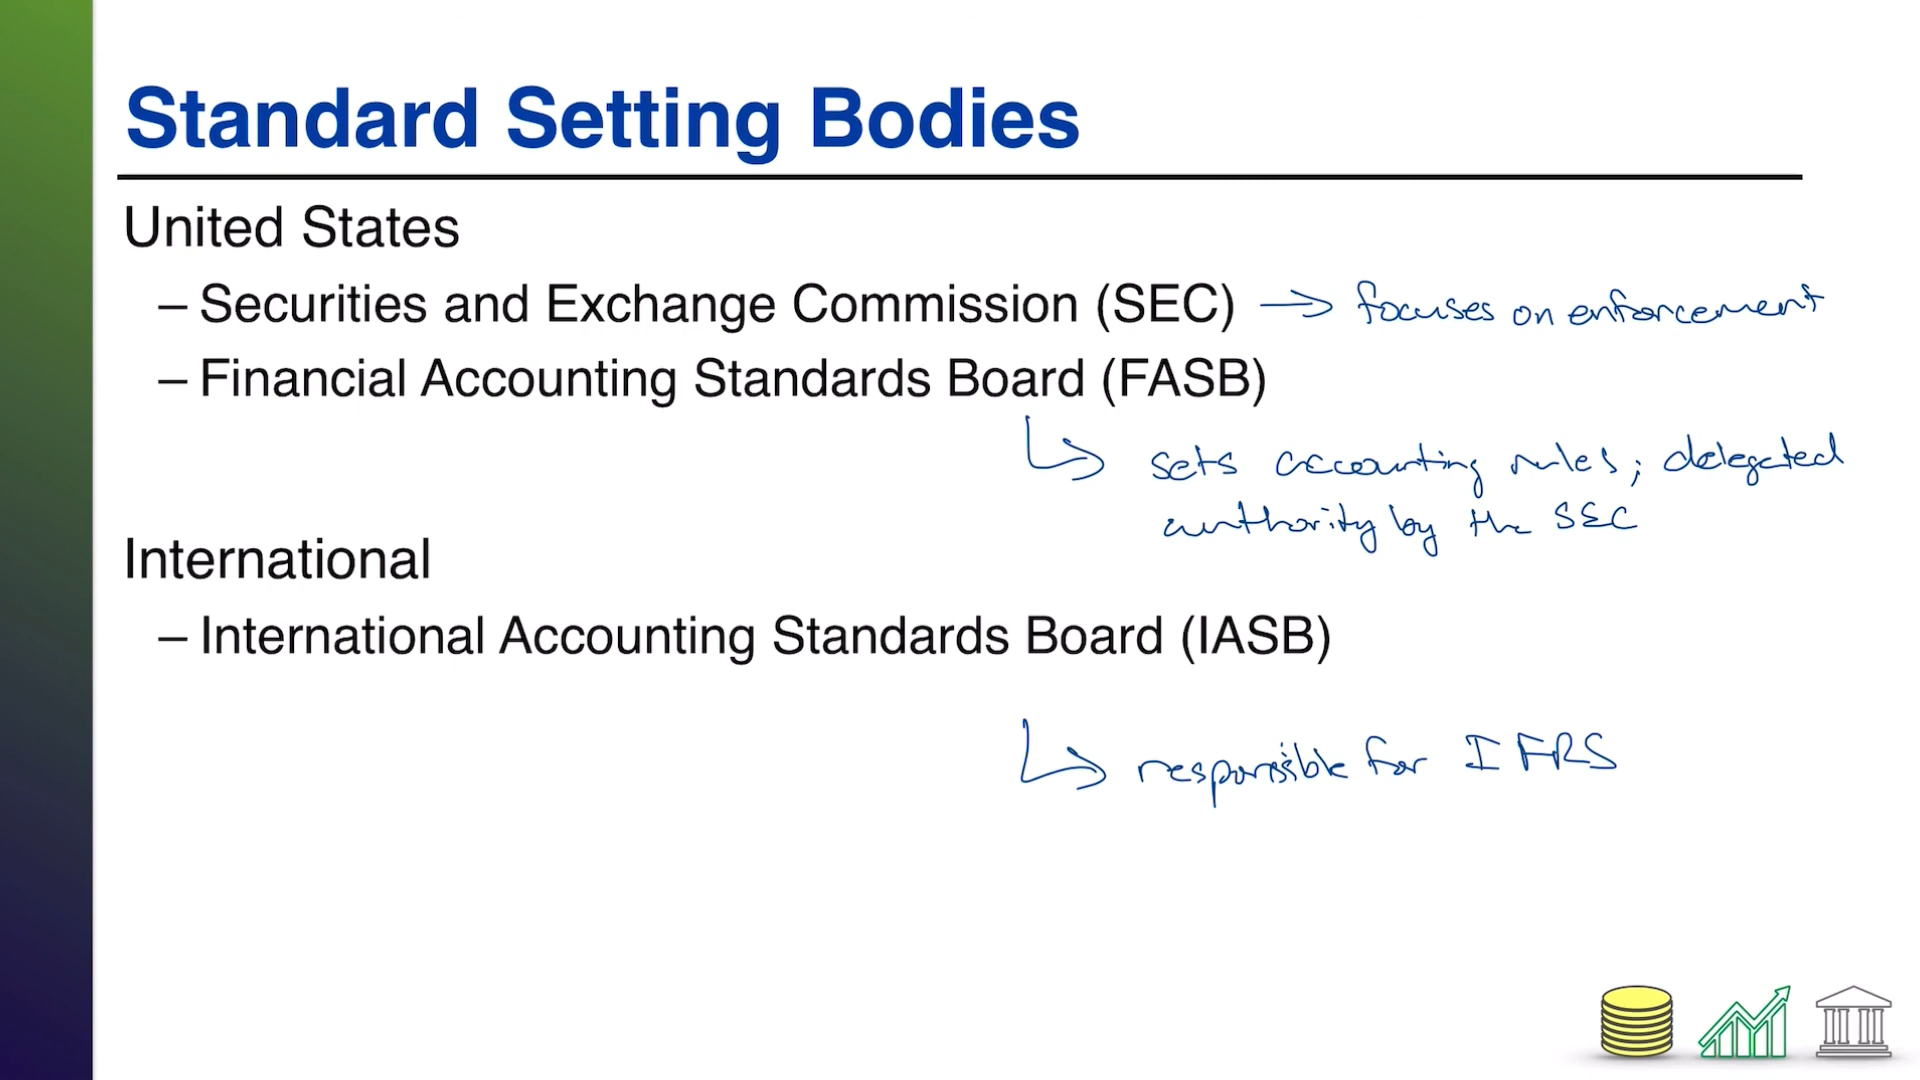 Standard Setting Bodies
United States
– Securities and Exchange Commission (SEC) → focuses on enforcement
– Financial Accounting Standards Board (FASB)
sets accounting rules; delegated
authority by the SEC
International
– International Accounting Standards Board (IASB)
responsible for IFRS